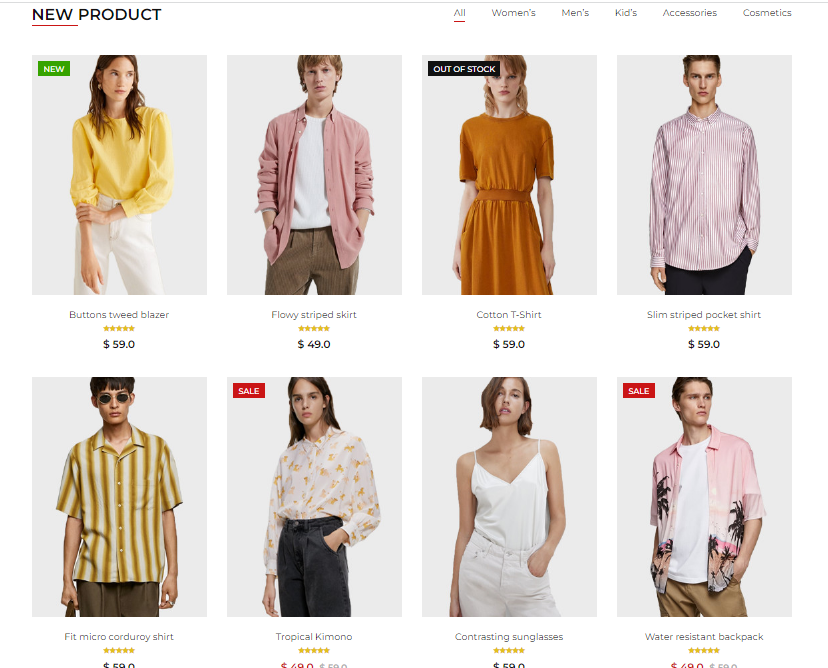 NEW PRODUCT
All Women's Men's Kid's Accessories Cosmetics
NEW
OUT OF STOCK
Buttons tweed blazer
Flowy striped skirt
Cotton T-Shirt
Slim striped pocket shirt
$ 59.0
$ 49.0
$ 59.0
$ 59.0
SALE
SALE
Fit micro corduroy shirt
Tropical Kimono
Contrasting sunglasses
Water resistant backpack
$ 59.0
$ 49.0 $ 59.0
$ 59.0
$ 49.0 $ 59.0